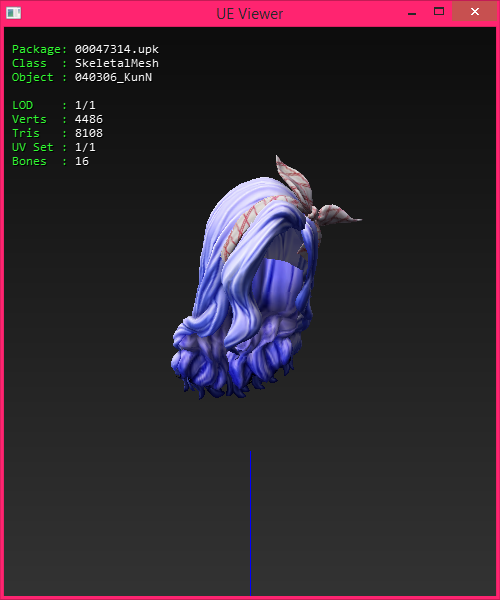 UE Viewer
Package: 00047314.upk
Class : SkeletalMesh
Object : 040306_KunN
LOD : 1/1
Verts : 4486
Tris : 8108
UV Set : 1/1
Bones : 16